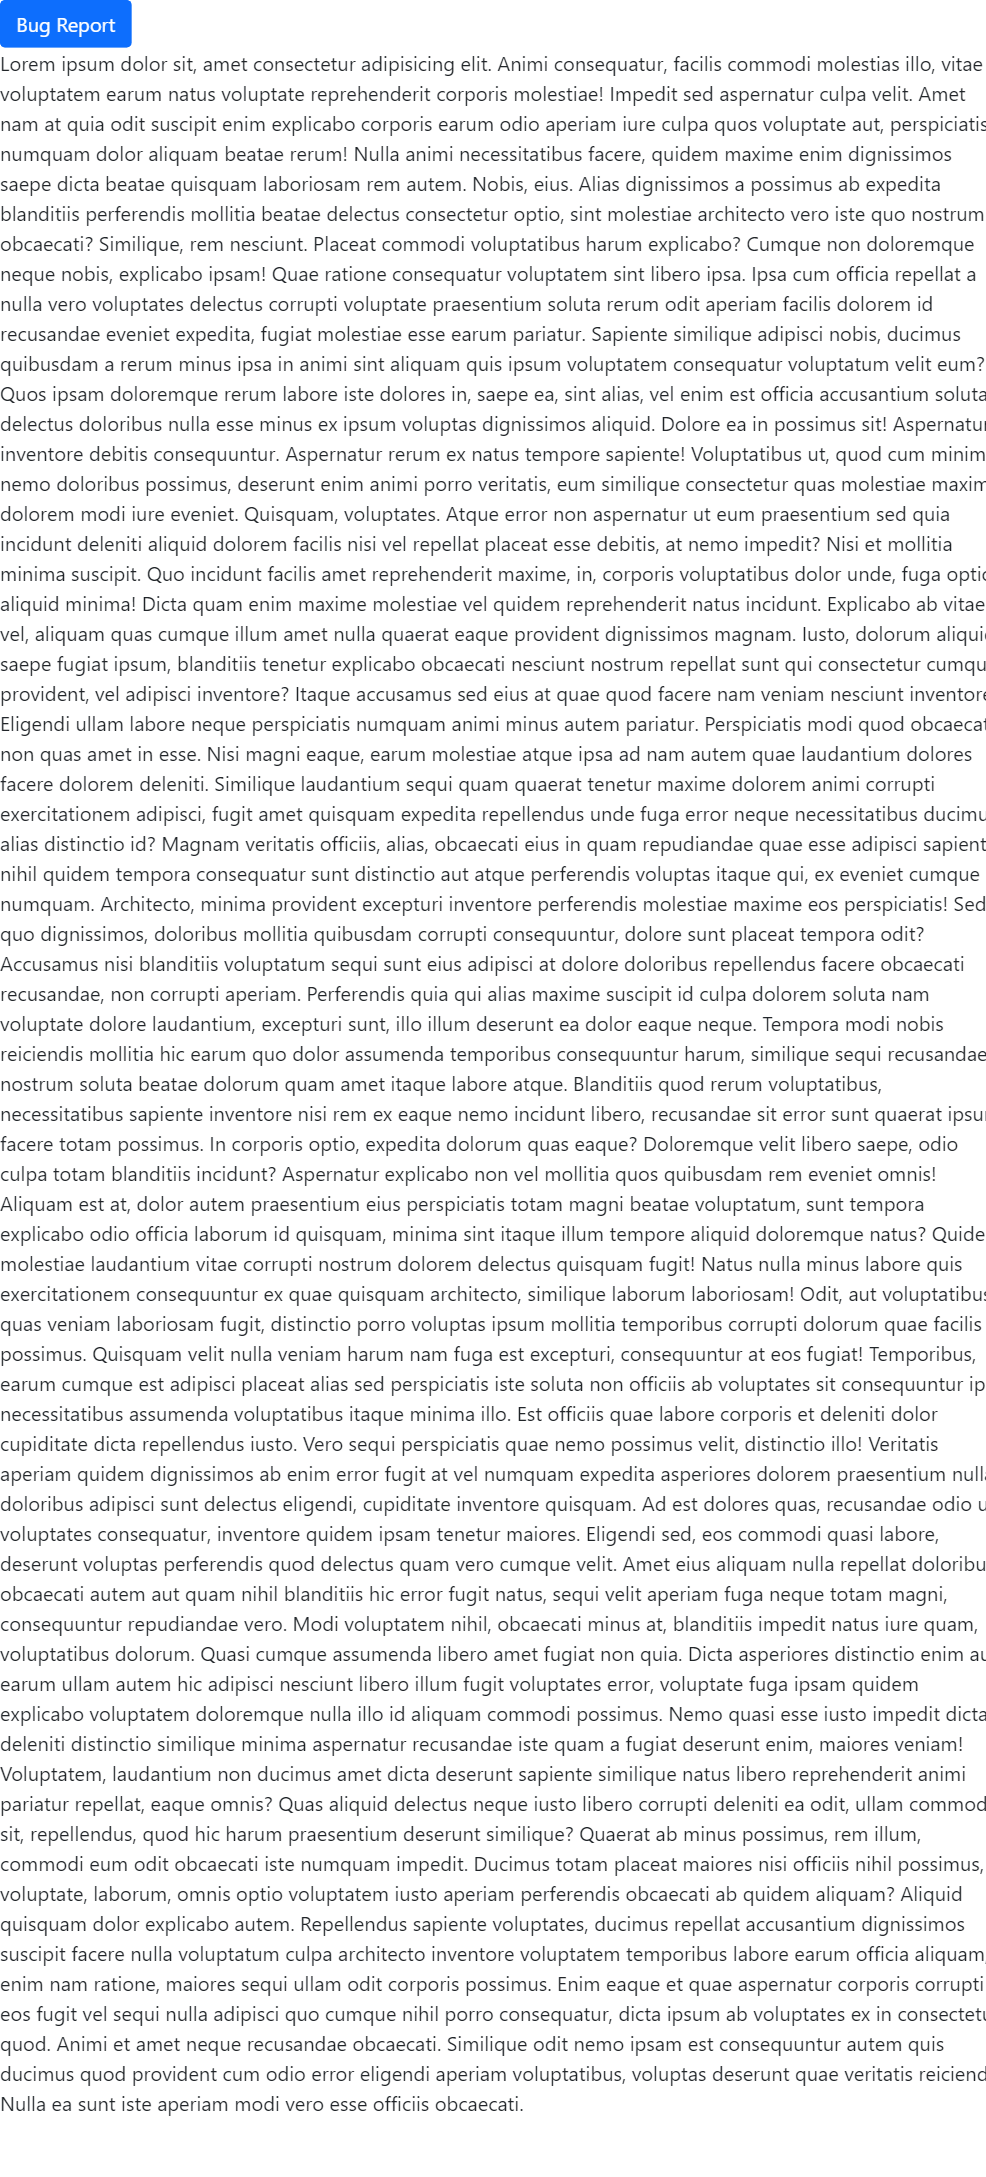 Bug Report
Lorem ipsum dolor sit, amet consectetur adipisicing elit. Animi consequatur, facilis commodi molestias illo, vitae
voluptatem earum natus voluptate reprehenderit corporis molestiae! Impedit sed aspernatur culpa velit. Amet
nam at quia odit suscipit enim explicabo corporis earum odio aperiam iure culpa quos voluptate aut, perspiciatis
numquam dolor aliquam beatae rerum! Nulla animi necessitatibus facere, quidem maxime enim dignissimos
saepe dicta beatae quisquam laboriosam rem autem. Nobis, eius. Alias dignissimos a possimus ab expedita
blanditiis perferendis mollitia beatae delectus consectetur optio, sint molestiae architecto vero iste quo nostrum
obcaecati? Similique, rem nesciunt. Placeat commodi voluptatibus harum explicabo? Cumque non doloremque
neque nobis, explicabo ipsam! Quae ratione consequatur voluptatem sint libero ipsa. Ipsa cum officia repellat a
nulla vero voluptates delectus corrupti voluptate praesentium soluta rerum odit aperiam facilis dolorem id
recusandae eveniet expedita, fugiat molestiae esse earum pariatur. Sapiente similique adipisci nobis, ducimus
quibusdam a rerum minus ipsa in animi sint aliquam quis ipsum voluptatem consequatur voluptatum velit eum?
Quos ipsam doloremque rerum labore iste dolores in, saepe ea, sint alias, vel enim est officia accusantium soluta
delectus doloribus nulla esse minus ex ipsum voluptas dignissimos aliquid. Dolore ea in possimus sit! Aspernatur
inventore debitis consequuntur. Aspernatur rerum ex natus tempore sapiente! Voluptatibus ut, quod cum minim
nemo doloribus possimus, deserunt enim animi porro veritatis, eum similique consectetur quas molestiae maxim
dolorem modi iure eveniet. Quisquam, voluptates. Atque error non aspernatur ut eum praesentium sed quia
incidunt deleniti aliquid dolorem facilis nisi vel repellat placeat esse debitis, at nemo impedit? Nisi et mollitia
minima suscipit. Quo incidunt facilis amet reprehenderit maxime, in, corporis voluptatibus dolor unde, fuga optio
aliquid minima! Dicta quam enim maxime molestiae vel quidem reprehenderit natus incidunt. Explicabo ab vitae
vel, aliquam quas cumque illum amet nulla quaerat eaque provident dignissimos magnam. Iusto, dolorum aliqui
saepe fugiat ipsum, blanditiis tenetur explicabo obcaecati nesciunt nostrum repellat sunt qui consectetur cumqu
provident, vel adipisci inventore? Itaque accusamus sed eius at quae quod facere nam veniam nesciunt inventore
Eligendi ullam labore neque perspiciatis numquam animi minus autem pariatur. Perspiciatis modi quod obcaecat
non quas amet in esse. Nisi magni eaque, earum molestiae atque ipsa ad nam autem quae laudantium dolores
facere dolorem deleniti. Similique laudantium sequi quam quaerat tenetur maxime dolorem animi corrupti
exercitationem adipisci, fugit amet quisquam expedita repellendus unde fuga error neque necessitatibus ducimu
alias distinctio id? Magnam veritatis officiis, alias, obcaecati eius in quam repudiandae quae esse adipisci sapient
nihil quidem tempora consequatur sunt distinctio aut atque perferendis voluptas itaque qui, ex eveniet cumque
numquam. Architecto, minima provident excepturi inventore perferendis molestiae maxime eos perspiciatis! Sed
quo dignissimos, doloribus mollitia quibusdam corrupti consequuntur, dolore sunt placeat tempora odit?
Accusamus nisi blanditiis voluptatum sequi sunt eius adipisci at dolore doloribus repellendus facere obcaecati
recusandae, non corrupti aperiam. Perferendis quia qui alias maxime suscipit id culpa dolorem soluta nam
voluptate dolore laudantium, excepturi sunt, illo illum deserunt ea dolor eaque neque. Tempora modi nobis
reiciendis mollitia hic earum quo dolor assumenda temporibus consequuntur harum, similique sequi recusandae
nostrum soluta beatae dolorum quam amet itaque labore atque. Blanditiis quod rerum voluptatibus,
necessitatibus sapiente inventore nisi rem ex eaque nemo incidunt libero, recusandae sit error sunt quaerat ipsu
facere totam possimus. In corporis optio, expedita dolorum quas eaque? Doloremque velit libero saepe, odio
culpa totam blanditiis incidunt? Aspernatur explicabo non vel mollitia quos quibusdam rem eveniet omnis!
Aliquam est at, dolor autem praesentium eius perspiciatis totam magni beatae voluptatum, sunt tempora
explicabo odio officia laborum id quisquam, minima sint itaque illum tempore aliquid doloremque natus? Quide
molestiae laudantium vitae corrupti nostrum dolorem delectus quisquam fugit! Natus nulla minus labore quis
exercitationem consequuntur ex quae quisquam architecto, similique laborum laboriosam! Odit, aut voluptatibus
quas veniam laboriosam fugit, distinctio porro voluptas ipsum mollitia temporibus corrupti dolorum quae facilis
possimus. Quisquam velit nulla veniam harum nam fuga est excepturi, consequuntur at eos fugiat! Temporibus,
earum cumque est adipisci placeat alias sed perspiciatis iste soluta non officiis ab voluptates sit consequuntur ip
necessitatibus assumenda voluptatibus itaque minima illo. Est officiis quae labore corporis et deleniti dolor
cupiditate dicta repellendus iusto. Vero sequi perspiciatis quae nemo possimus velit, distinctio illo! Veritatis
aperiam quidem dignissimos ab enim error fugit at vel numquam expedita asperiores dolorem praesentium nulla
doloribus adipisci sunt delectus eligendi, cupiditate inventore quisquam. Ad est dolores quas, recusandae odio u
voluptates consequatur, inventore quidem ipsam tenetur maiores. Eligendi sed, eos commodi quasi labore,
deserunt voluptas perferendis quod delectus quam vero cumque velit. Amet eius aliquam nulla repellat doloribu
obcaecati autem aut quam nihil blanditiis hic error fugit natus, sequi velit aperiam fuga neque totam magni,
consequuntur repudiandae vero. Modi voluptatem nihil, obcaecati minus at, blanditiis impedit natus iure quam,
voluptatibus dolorum. Quasi cumque assumenda libero amet fugiat non quia. Dicta asperiores distinctio enim au
earum ullam autem hic adipisci nesciunt libero illum fugit voluptates error, voluptate fuga ipsam quidem
explicabo voluptatem doloremque nulla illo id aliquam commodi possimus. Nemo quasi esse iusto impedit dicta
deleniti distinctio similique minima aspernatur recusandae iste quam a fugiat deserunt enim, maiores veniam!
Voluptatem, laudantium non ducimus amet dicta deserunt sapiente similique natus libero reprehenderit animi
pariatur repellat, eaque omnis? Quas aliquid delectus neque iusto libero corrupti deleniti ea odit, ullam commod
sit, repellendus, quod hic harum praesentium deserunt similique? Quaerat ab minus possimus, rem illum,
commodi eum odit obcaecati iste numquam impedit. Ducimus totam placeat maiores nisi officiis nihil possimus,
voluptate, laborum, omnis optio voluptatem iusto aperiam perferendis obcaecati ab quidem aliquam? Aliquid
quisquam dolor explicabo autem. Repellendus sapiente voluptates, ducimus repellat accusantium dignissimos
suscipit facere nulla voluptatum culpa architecto inventore voluptatem temporibus labore earum officia aliquam,
enim nam ratione, maiores sequi ullam odit corporis possimus. Enim eaque et quae aspernatur corporis corrupti
eos fugit vel sequi nulla adipisci quo cumque nihil porro consequatur, dicta ipsum ab voluptates ex in consectetu
quod. Animi et amet neque recusandae obcaecati. Similique odit nemo ipsam est consequuntur autem quis
ducimus quod provident cum odio error eligendi aperiam voluptatibus, voluptas deserunt quae veritatis reiciend
Nulla ea sunt iste aperiam modi vero esse officiis obcaecati.